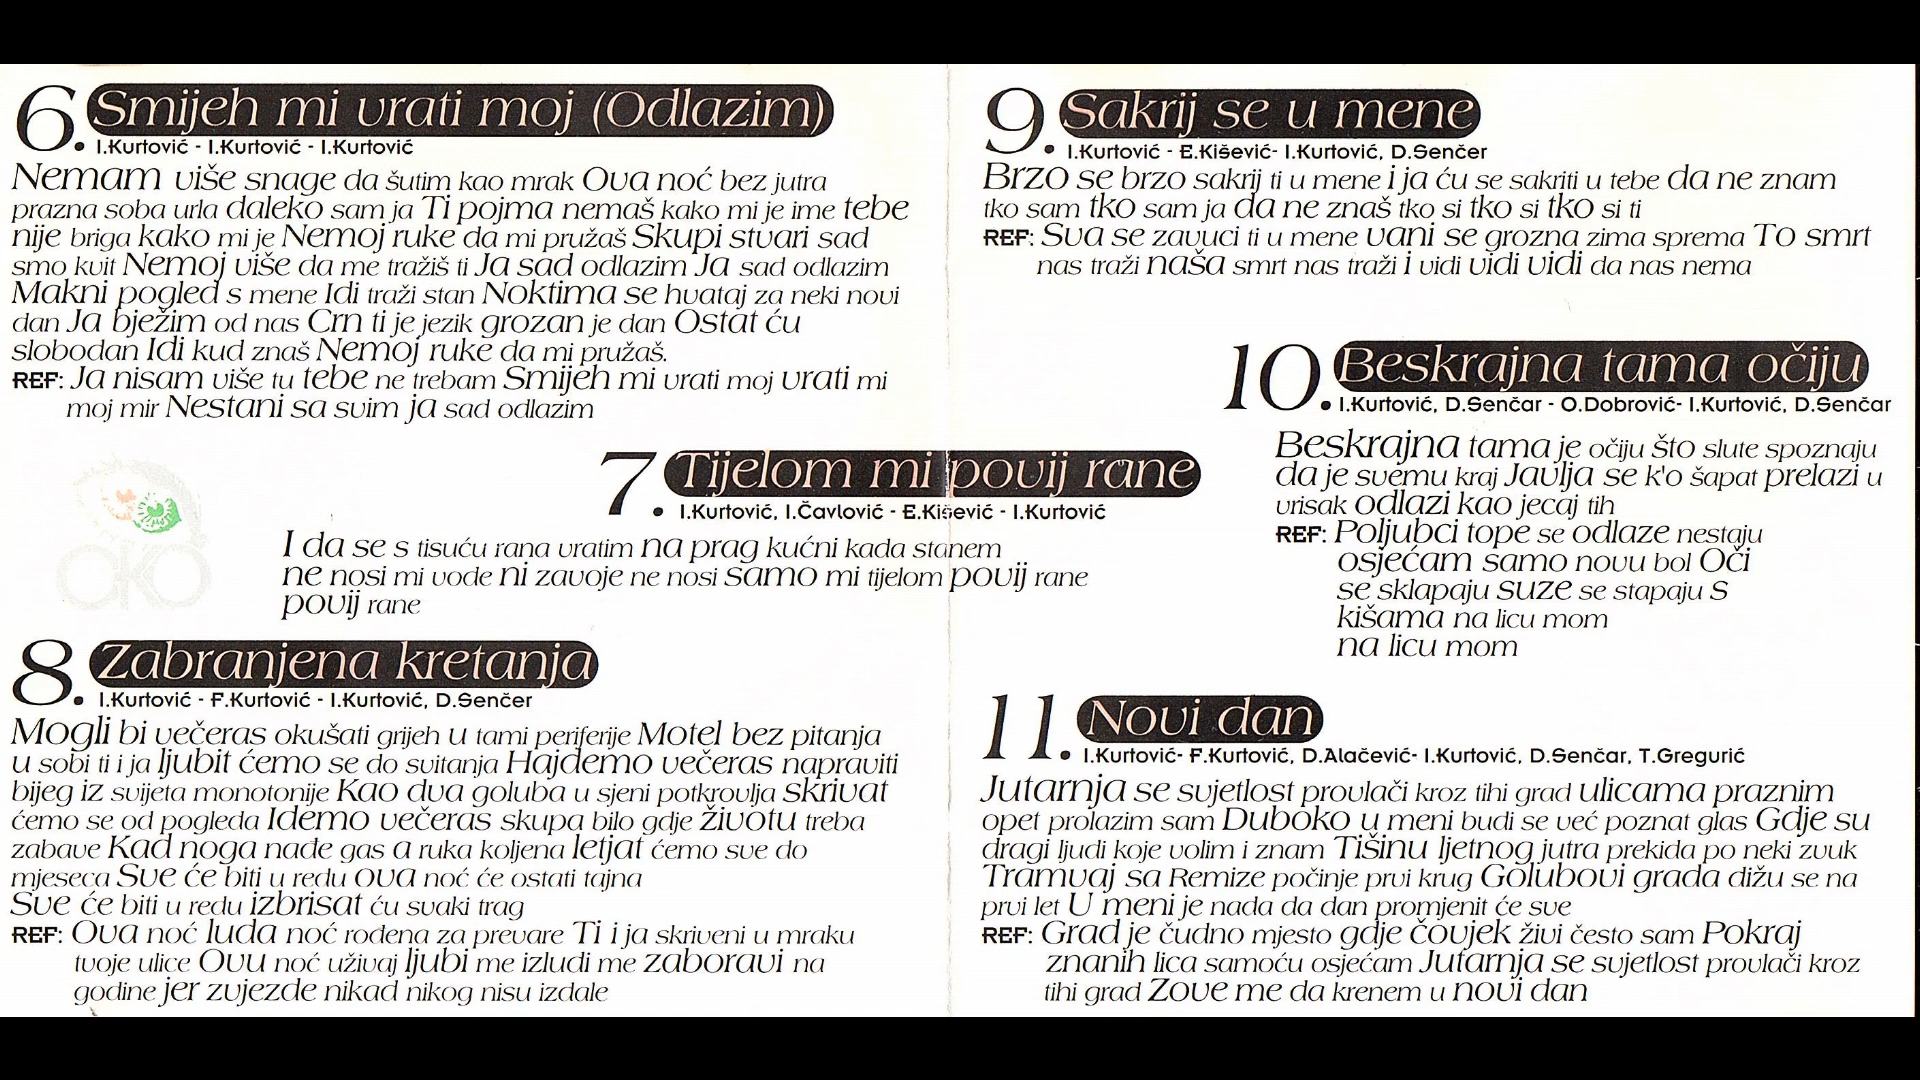 6. Smijeh mi vrati moj (Odlazim)
I.Kurtović - I.Kurtović - I.Kurtović
Nemam više snage da šutim kao mrak Ova noć bez jutra
prazna soba urla daleko sam ja Ti pojma nemaš kako mi je ime tebe
nije briga kako mi je Nemoj ruke da mi pružaš Skupi stvari sad
smo kvit Nemoj više da me tražiš ti Ja sad odlazim Ja sad odlazim
Makni pogled s mene Idi traži stan Noktima se hvataj za neki novi
dan Ja bježim od nas Crn ti je jezik grozan je dan Ostat ću
slobodan Idi kud znaš Nemoj ruke da mi pružaš.
REF: Ja nisam više tu tebe ne trebam Smijeh mi vrati moj vrati mi
moj mir Nestani sa svim ja sad odlazim
OKO
7. Tijelom mi povij rane
I.Kurtović, I.Čavlović - E.Kišević - I.Kurtović
I da se s tisuću rana vratim na prag kućni kada stanem
ne nosi mi vode ni zavoje ne nosi samo mi tijelom povij rane
povij rane
8. Zabranjena kretanja
I.Kurtović - F.Kurtović - I.Kurtović, D.Senčer
Mogli bi večeras okušati grijeh u tami periferije Motel bez pitanja
u sobi ti i ja ljubit ćemo se do svitanja Hajdemo večeras napraviti
bijeg iz svijeta monotonije Kao dva goluba u sjeni potkrovlja skrivat
ćemo se od pogleda Idemo večeras skupa bilo gdje životu treba
zabave Kad noga nađe gas a ruka koljena letjat ćemo sve do
mjeseca Sve će biti u redu ova noć će ostati tajna
Sve će biti u redu izbrisat ću svaki trag
REF: Ova noć luda noć rođena za prevare Ti i ja skriveni u mraku
tvoje ulice Ovu noć uživaj ljubi me izludi me zaboravi na
godine jer zvjezde nikad nikog nisu izdale
9. Sakrij se u mene
I.Kurtović - E.Kišević- I.Kurtović, D.Senčer
Brzo se brzo sakrij ti u mene i ja ću se sakriti u tebe da ne znam
tko sam tko sam ja da ne znaš tko si tko si tko si ti
REF: Sva se zavuci ti u mene vani se grozna zima sprema To smrt
nas traži naša smrt nas traži i vidi vidi vidi da nas nema
10. Beskrajna tama očiju
I.Kurtović, D.Senčar - O.Dobrović- I.Kurtović, D.Senčar
Beskrajna tama je očiju što slute spoznaju
da je svemu kraj Javlja se k'o šapat prelazi u
vrisak odlazi kao jecaj tih
REF: Poljubci tope se odlaze nestaju
osjećam samo novu bol Oči
se sklapaju suze se stapaju s
kišama na licu mom
na licu mom
11. Novi dan
I.Kurtović- F.Kurtović, D.Alačević- I.Kurtović, D.Senčar, T.Gregurić
Jutarnja se svjetlost provlači kroz tihi grad ulicama praznim
opet prolazim sam Duboko u meni budi se već poznat glas Gdje su
dragi ljudi koje volim i znam Tišinu ljetnog jutra prekida po neki zvuk
Tramvaj sa Remize počinje prvi krug Golubovi grada dižu se na
prvi let U meni je nada da dan promjenit će sve
REF: Grad je čudno mjesto gdje čovjek živi često sam Pokraj
znanih lica samoću osjećam Jutarnja se svjetlost provlači kroz
tihi grad Zove me da krenem u novi dan